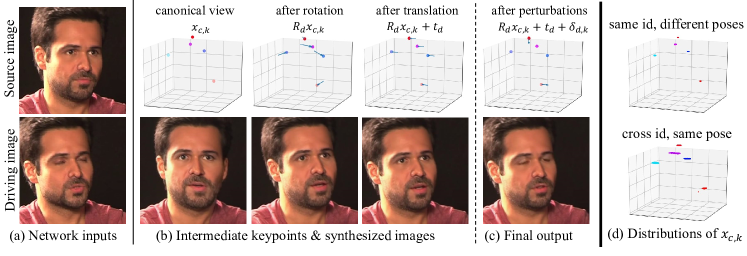 Source image
Driving image
(a) Network inputs
canonical view
x_{c,k}
after rotation
R_d x_{c,k}
after translation
R_d x_{c,k} + t_d
after perturbations
R_d x_{c,k} + t_d + δ_{d,k}
(b) Intermediate keypoints & synthesized images
(c) Final output
same id, different poses
cross id, same pose
(d) Distributions of x_{c,k}